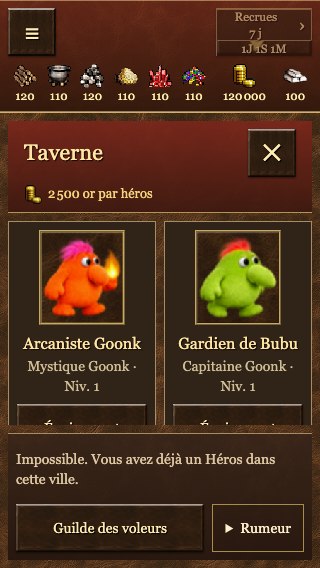 Recrues
7 j
1J 1S 1M
120
110
120
110
110
110
120 000
100
Taverne
2 500 or par héros
Arcaniste Goonk
Mystique Goonk ·
Niv. 1
Gardien de Bubu
Capitaine Goonk ·
Niv. 1
Impossible. Vous avez déjà un Héros dans
cette ville.
Guilde des voleurs
Rumeur